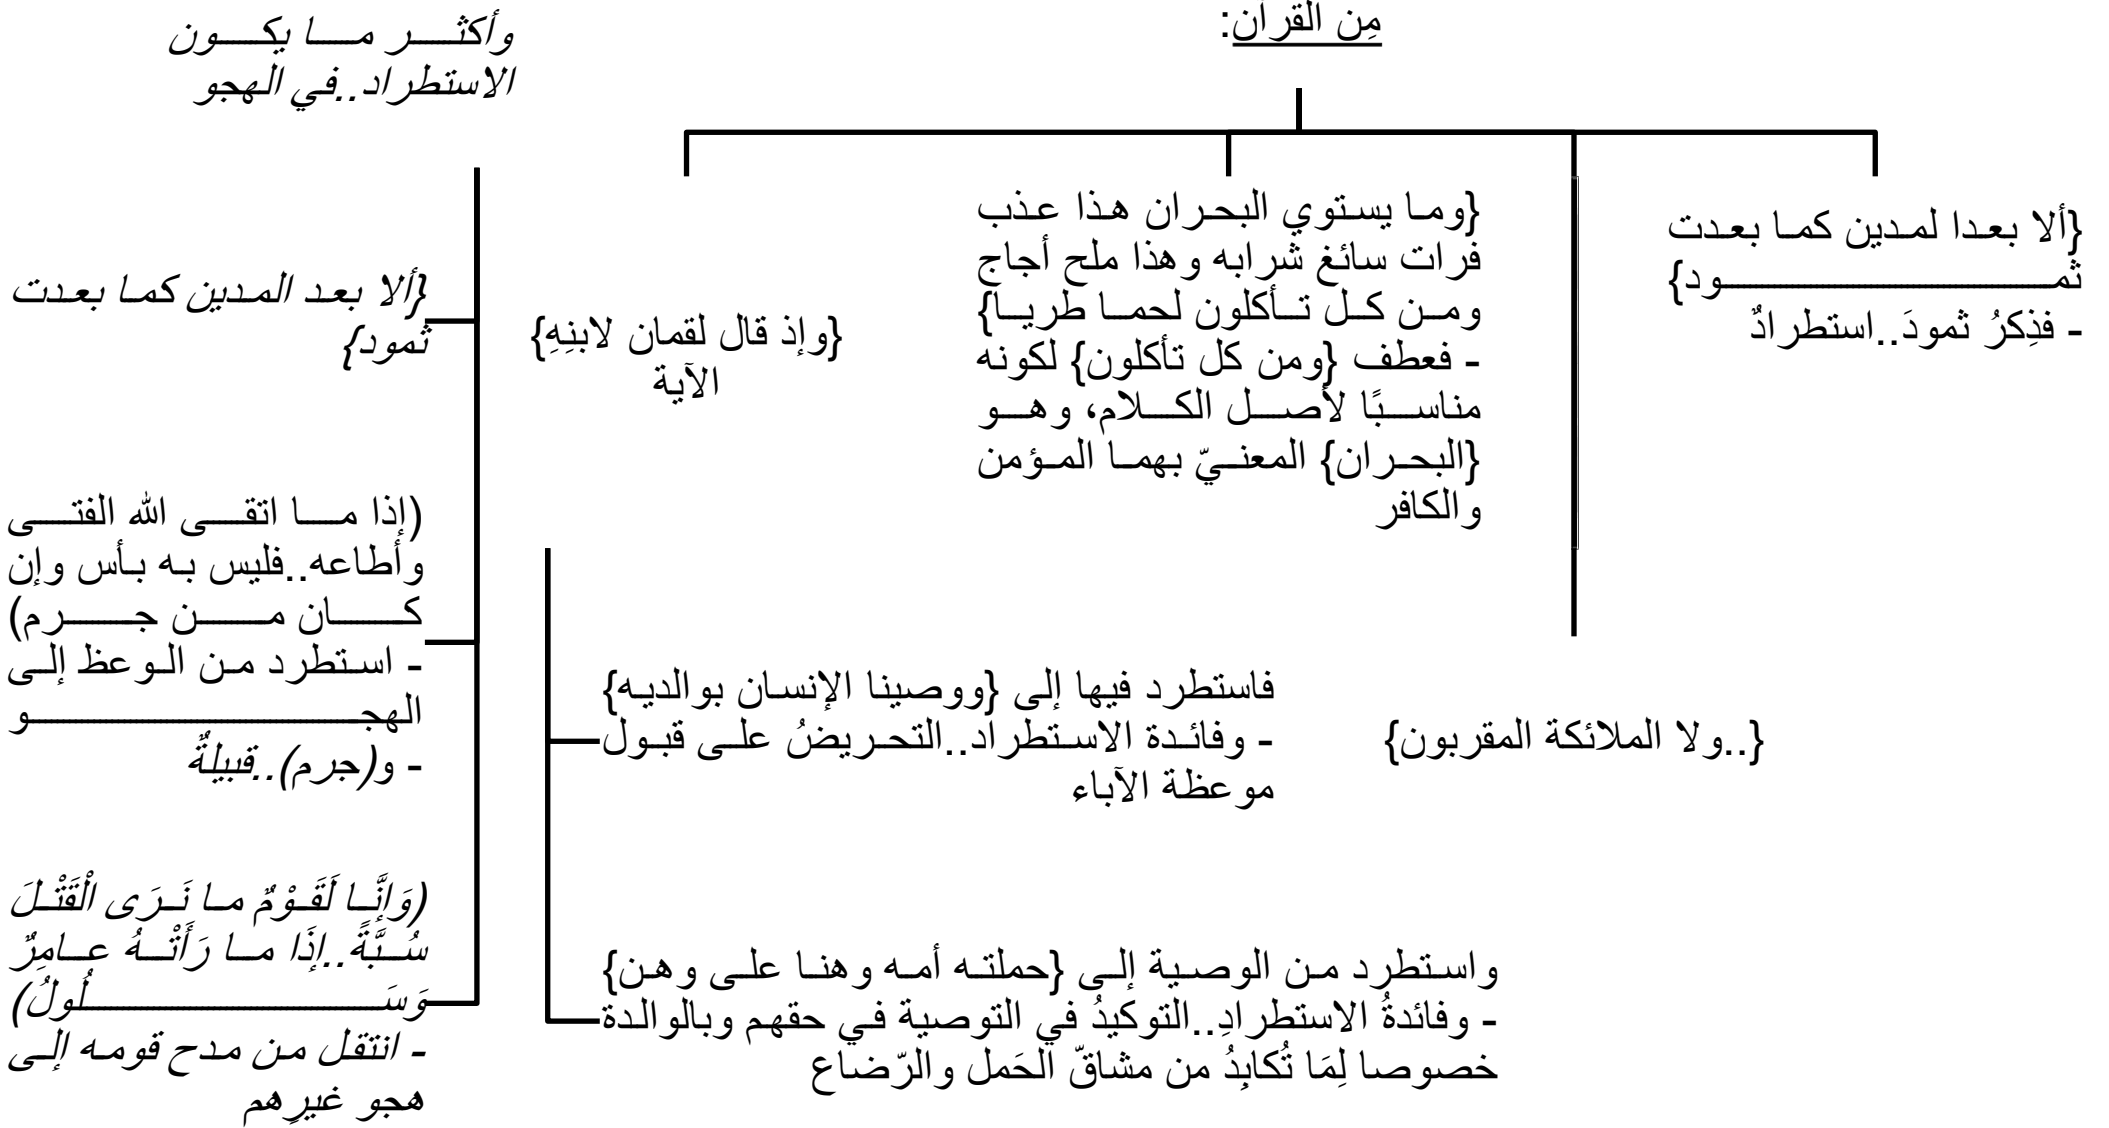 مِن القرآن:
{ألا بعدا لمدين كما بعدت
ثمود}
- فذِكرُ ثمودَ..استطرادٌ
{..ولا الملائكة المقربون}
{وما يستوي البحران هذا عذب
فرات سائغ شرابه وهذا ملح أجاج
ومن كل تأكلون لحما طريا}
- فعطف {ومن كل تأكلون} لكونه
مناسبًا لأصل الكلام، وهو
{البحران} المعنيّ بهما المؤمن
والكافر
{وإذ قال لقمان لابنِهِ}
الآية
فاستطرد فيها إلى {ووصينا الإنسان بوالديه}
- وفائدة الاستطراد..التحريضُ على قبول
موعظة الآباء
واستطرد من الوصية إلى {حملته أمه وهنا على وهن}
- وفائدةُ الاستطرادِ..التوكيدُ في التوصية في حقهم وبالوالدة
خصوصا لِمَا تُكابِدُ من مشاقّ الحَمل والرّضاع
وأكثر ما يكون
الاستطراد..في الهجو
{ألا بعد المدين كما بعدت
ثمود}
(إذا ما اتقى الله الفتى
وأطاعه..فليس به بأس وإن
كان من جرم)
- استطرد من الوعظ إلى
الهجو
- و(جرم)..قبيلةٌ
(وَإِنَّا لَقَوْمٌ ما نَرَى الْقَتْلَ
سُبَّةً..إذَا ما رَأَتْهُ عامِرٌ
وَسَلُولُ)
- انتقل من مدح قومه إلى
هجو غيرِهم